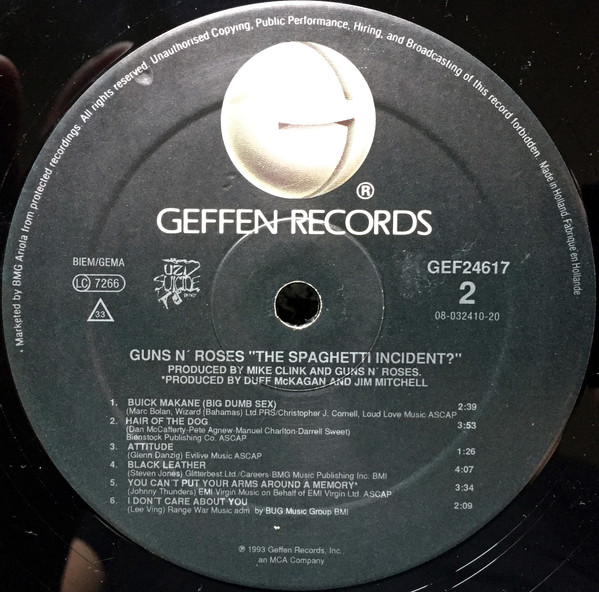 Marketed by BMG Ariola from protected recordings. All rights reserved. Unauthorised Copying, Public Performance, Hiring, and Broadcasting of this record forbidden. Made in Holland. Fabriqué en Hollande
®
GEFFEN RECORDS
BIEM/GEMA
LC 7266
33
UZI
SUICIDE
GEF24617
2
08-032410-20
GUNS N' ROSES "THE SPAGHETTI INCIDENT?"
PRODUCED BY MIKE CLINK AND GUNS N' ROSES.
*PRODUCED BY DUFF McKAGAN AND JIM MITCHELL
1. BUICK MAKANE (BIG DUMB SEX) 2:39
(Marc Bolan, Wizard (Bahamas) Ltd.PRS/Christopher J. Cornell, Loud Love Music ASCAP
2. HAIR OF THE DOG 3:53
(Dan McCafferty-Pete Agnew-Manuel Charlton-Darrell Sweet)
Bienstock Publishing Co. ASCAP
3. ATTITUDE 1:26
(Glenn Danzig) Evilive Music ASCAP
4. BLACK LEATHER 4:07
(Steven Jones) Glitterbest Ltd./Careers-BMG Music Publishing Inc. BMI
5. YOU CAN'T PUT YOUR ARMS AROUND A MEMORY* 3:34
(Johnny Thunders) EMI Virgin Music on Behalf of EMI Virgin Ltd. ASCAP
6. I DON'T CARE ABOUT YOU 2:09
(Lee Ving) Range War Music adm. by BUG Music Group BMI
℗ 1993 Geffen Records, Inc.
an MCA Company